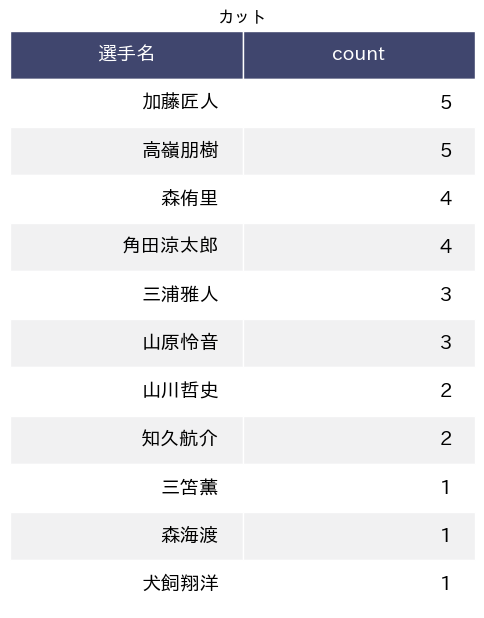 カット
選手名 count
加藤匠人 5
高嶺朋樹 5
森侑里 4
角田涼太郎 4
三浦雅人 3
山原怜音 3
山川哲史 2
知久航介 2
三笘薫 1
森海渡 1
犬飼翔洋 1